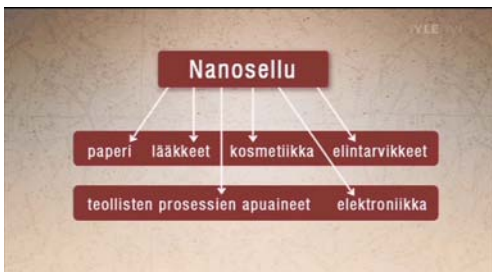 Nanosellu
paperi lääkkeet kosmetiikka elintarvikkeet
teollisten prosessien apuaineet elektroniikka